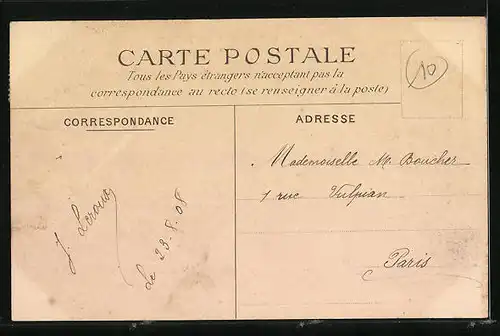 CARTE POSTALE
Tous les Pays étrangers n'acceptant pas la
correspondance au recto (se renseigner à la poste)
10
CORRESPONDANCE
ADRESSE
J. Leroux
Le 23.8.08
Mademoiselle M. Boucher
1 rue Vulpian
Paris